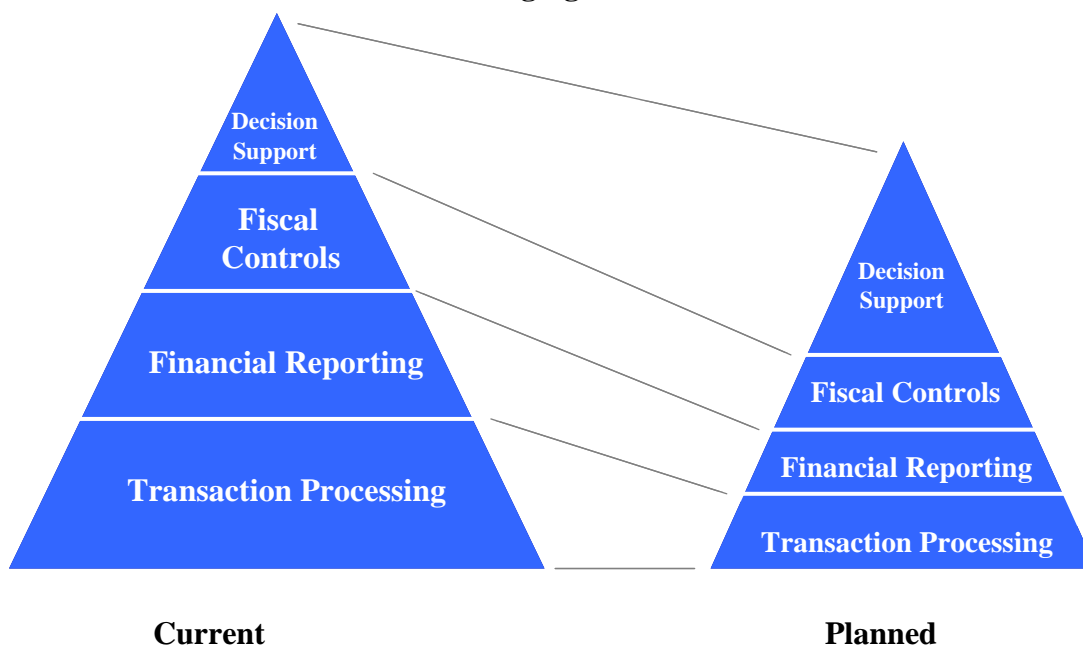 Decision
Support
Fiscal
Controls
Financial Reporting
Transaction Processing
Decision
Support
Fiscal Controls
Financial Reporting
Transaction Processing
Current
Planned